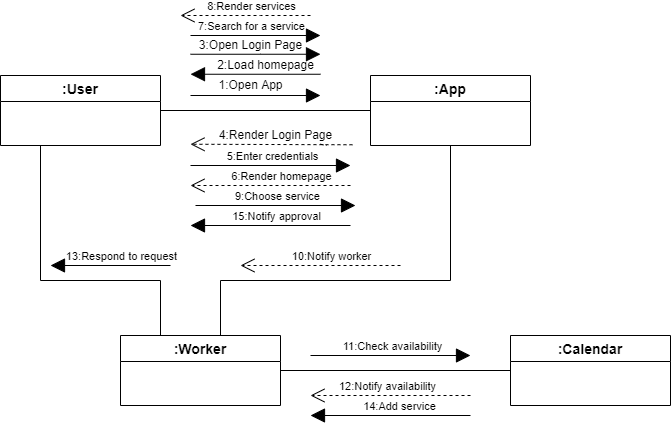 8:Render services
7:Search for a service
3:Open Login Page
2:Load homepage
:User
1:Open App
:App
4:Render Login Page
5:Enter credentials
6:Render homepage
9:Choose service
15:Notify approval
13:Respond to request
10:Notify worker
:Worker
11:Check availability
:Calendar
12:Notify availability
14:Add service